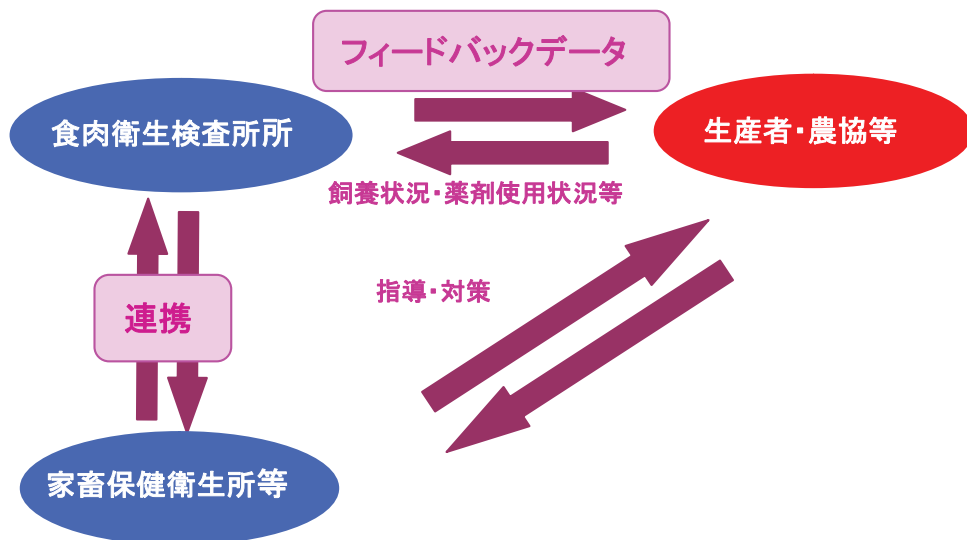 フィードバックデータ
食肉衛生検査所所
生産者・農協等
飼養状況・薬剤使用状況等
指導・対策
連携
家畜保健衛生所等